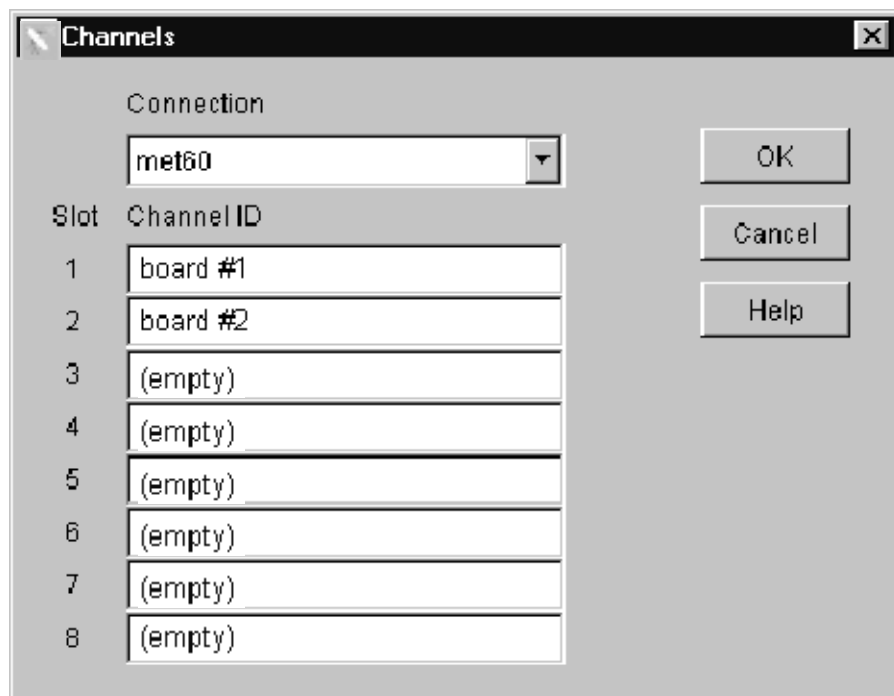 Channels
Connection
met60
OK
Slot Channel ID
Cancel
1 board #1
2 board #2
Help
3 (empty)
4 (empty)
5 (empty)
6 (empty)
7 (empty)
8 (empty)